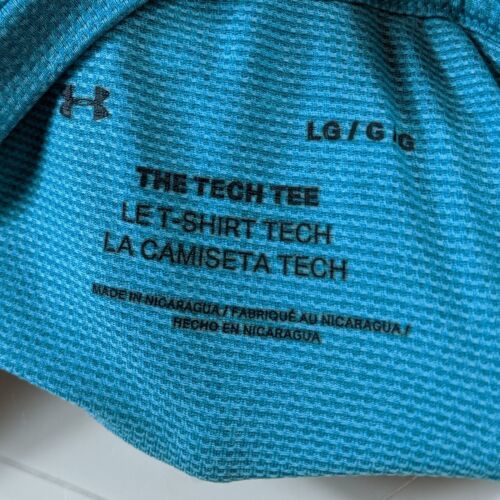 LG / G
THE TECH TEE
LE T-SHIRT TECH
LA CAMISETA TECH
MADE IN NICARAGUA / FABRIQUÉ AU NICARAGUA /
HECHO EN NICARAGUA